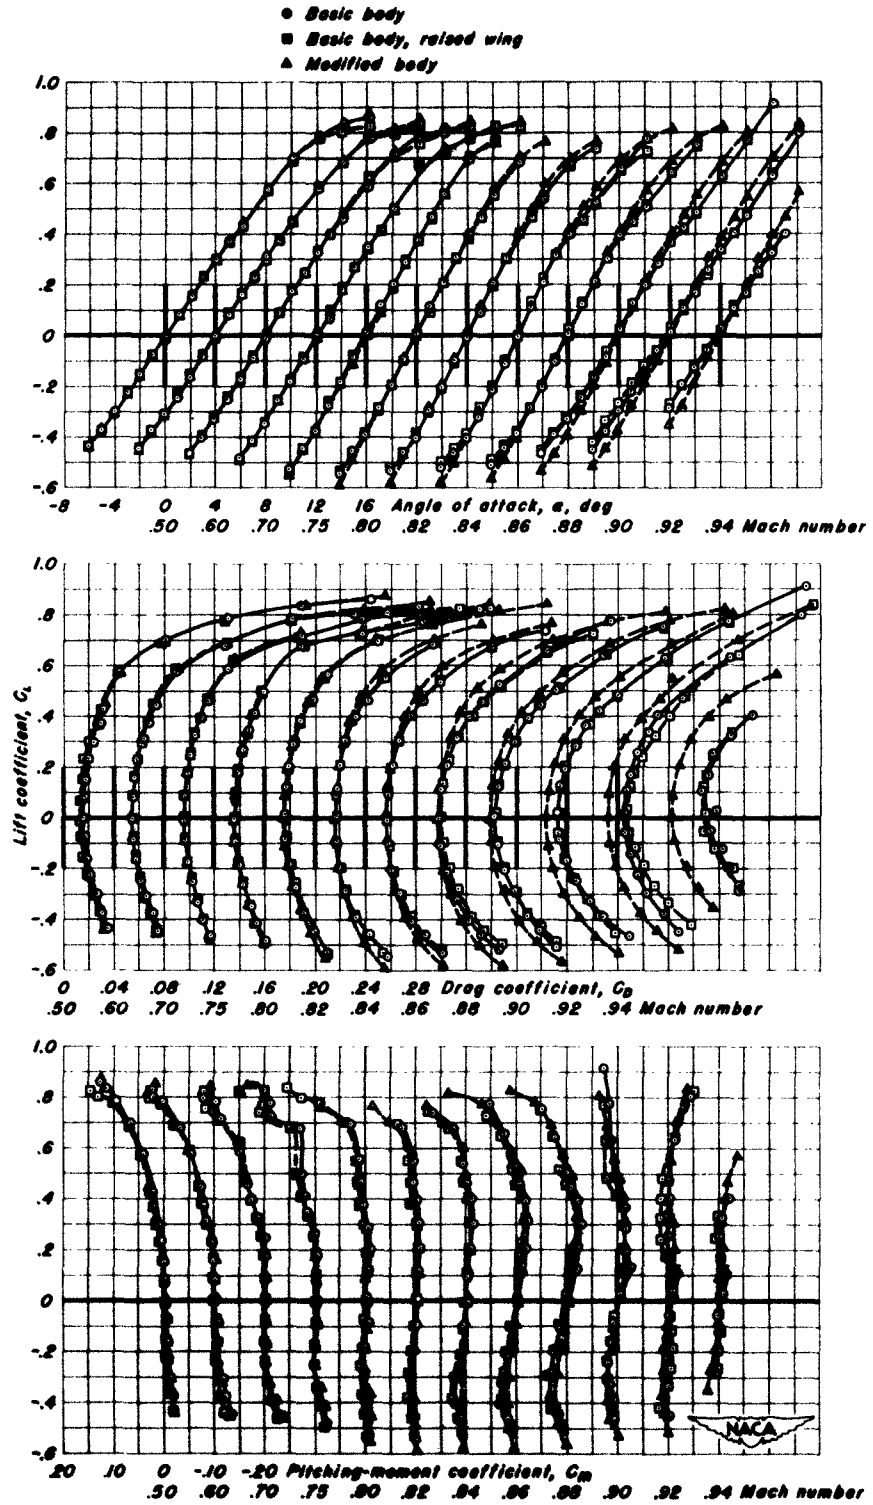 Basic body
Basic body, raised wing
Modified body
1.0
.8
.6
.4
.2
0
-.2
-.4
-.6
-8 -4 0 4 8 12 16 Angle of attack, α, deg
.50 .60 .70 .75 .80 .82 .84 .86 .88 .90 .92 .94 Mach number
1.0
.8
.6
.4
.2
0
-.2
-.4
-.6
Lift coefficient, C_L
0 .04 .08 .12 .16 .20 .24 .28 Drag coefficient, C_D
.50 .60 .70 .75 .80 .82 .84 .86 .88 .90 .92 .94 Mach number
1.0
.8
.6
.4
.2
0
-.2
-.4
-.6
.20 .10 0 -.10 -.20 Pitching-moment coefficient, C_m
.50 .60 .70 .75 .80 .82 .84 .86 .88 .90 .92 .94 Mach number
NACA